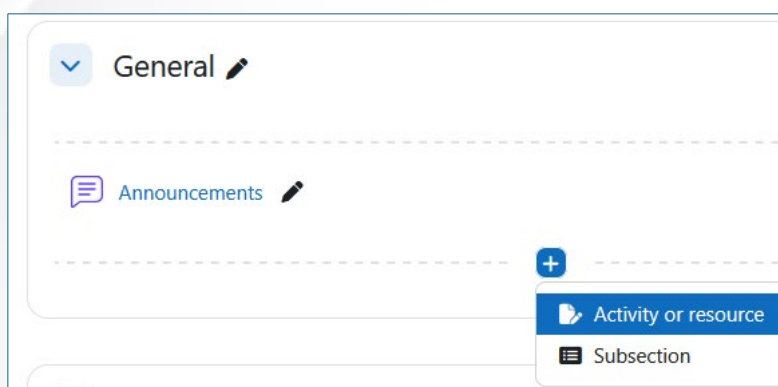 General
Announcements
Activity or resource
Subsection